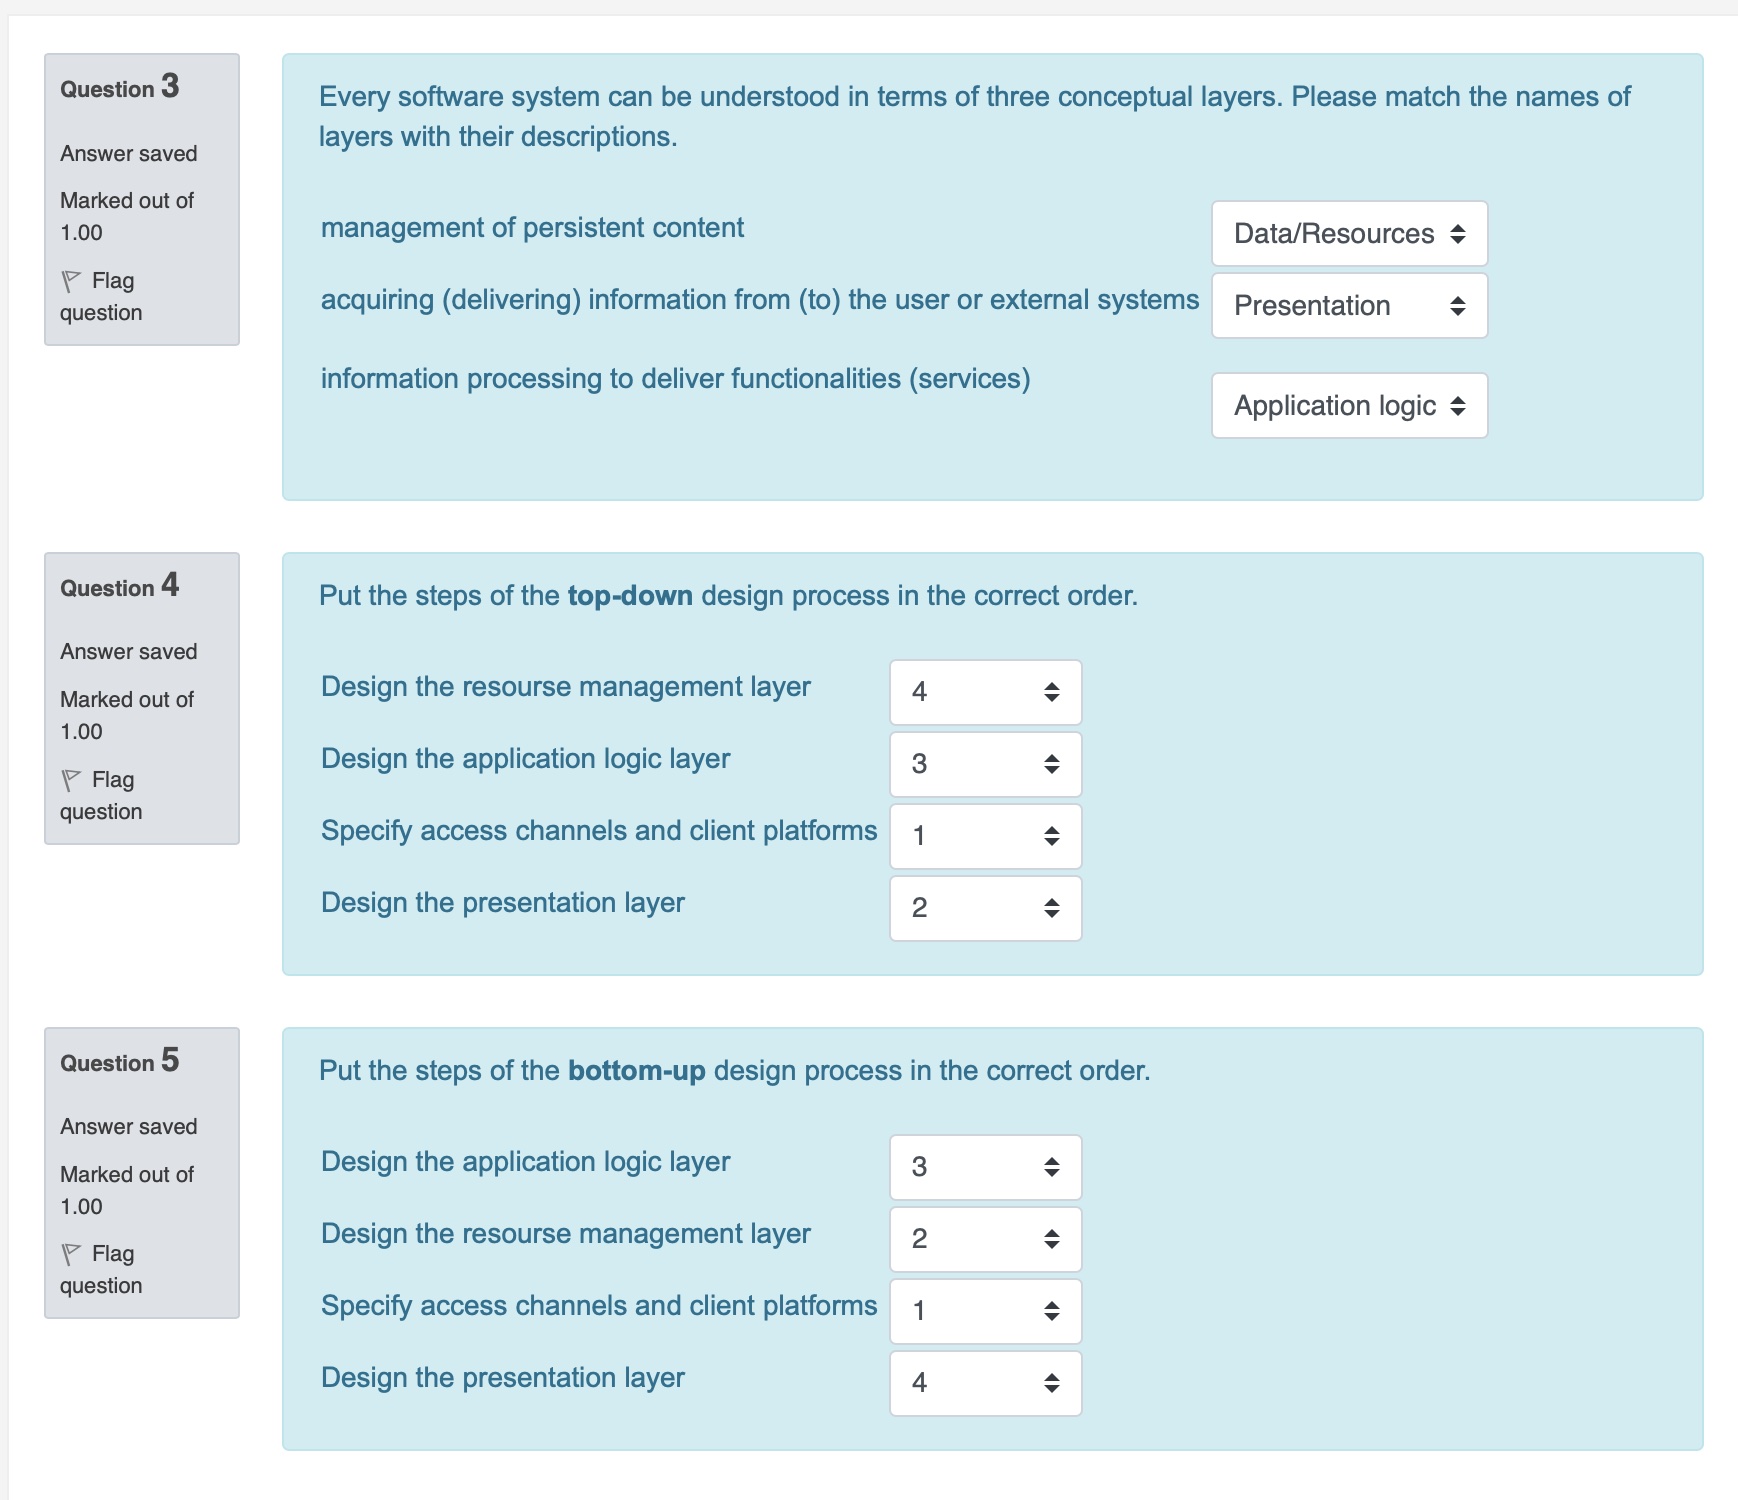 Question 3
Answer saved
Marked out of
1.00
Flag
question
Every software system can be understood in terms of three conceptual layers. Please match the names of
layers with their descriptions.
management of persistent content
Data/Resources
acquiring (delivering) information from (to) the user or external systems
Presentation
information processing to deliver functionalities (services)
Application logic
Question 4
Answer saved
Marked out of
1.00
Flag
question
Put the steps of the top-down design process in the correct order.
Design the resourse management layer
4
Design the application logic layer
3
Specify access channels and client platforms
1
Design the presentation layer
2
Question 5
Answer saved
Marked out of
1.00
Flag
question
Put the steps of the bottom-up design process in the correct order.
Design the application logic layer
3
Design the resourse management layer
2
Specify access channels and client platforms
1
Design the presentation layer
4